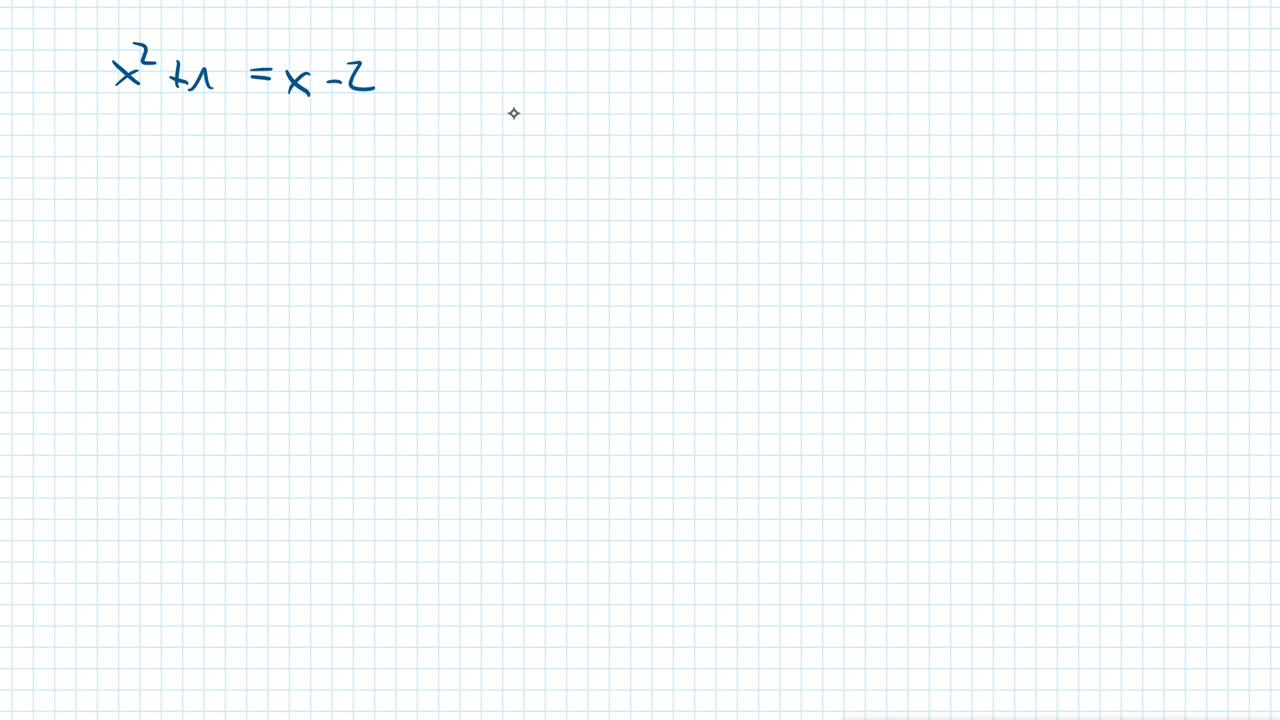 x² + 1 = x - 2